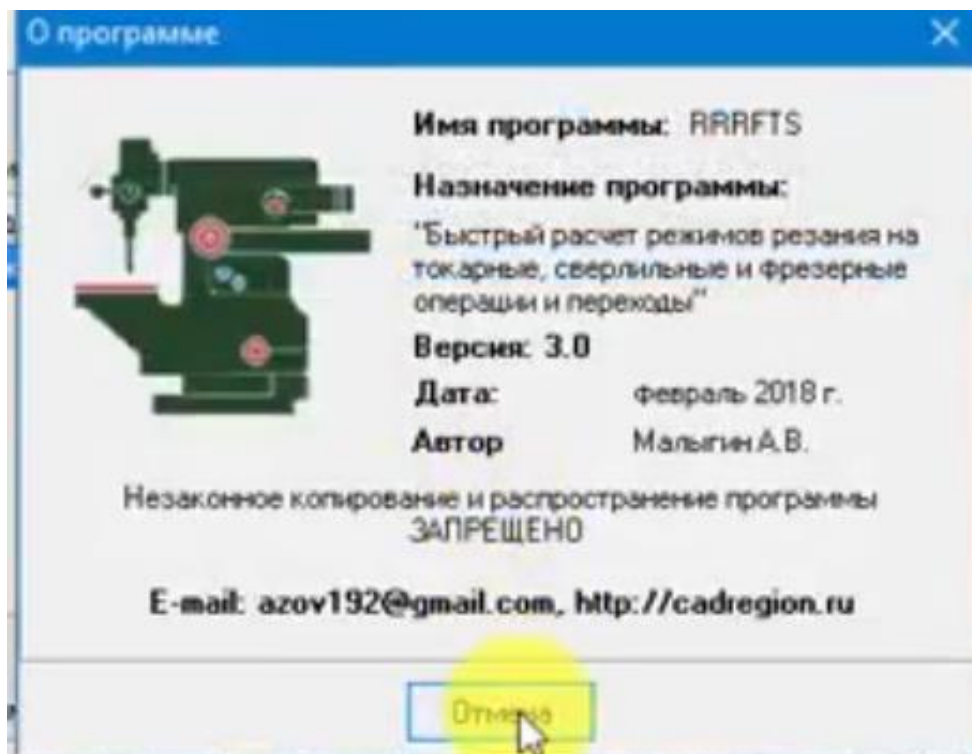 О программе
Имя программы: RRRFTS
Назначение программы:
"Быстрый расчет режимов резания на
токарные, сверлильные и фрезерные
операции и переходы"
Версия: 3.0
Дата: февраль 2018 г.
Автор Малыгин А.В.
Незаконное копирование и распространение программы
ЗАПРЕЩЕНО
E-mail: azov192@gmail.com, http://cadregion.ru
Отмена